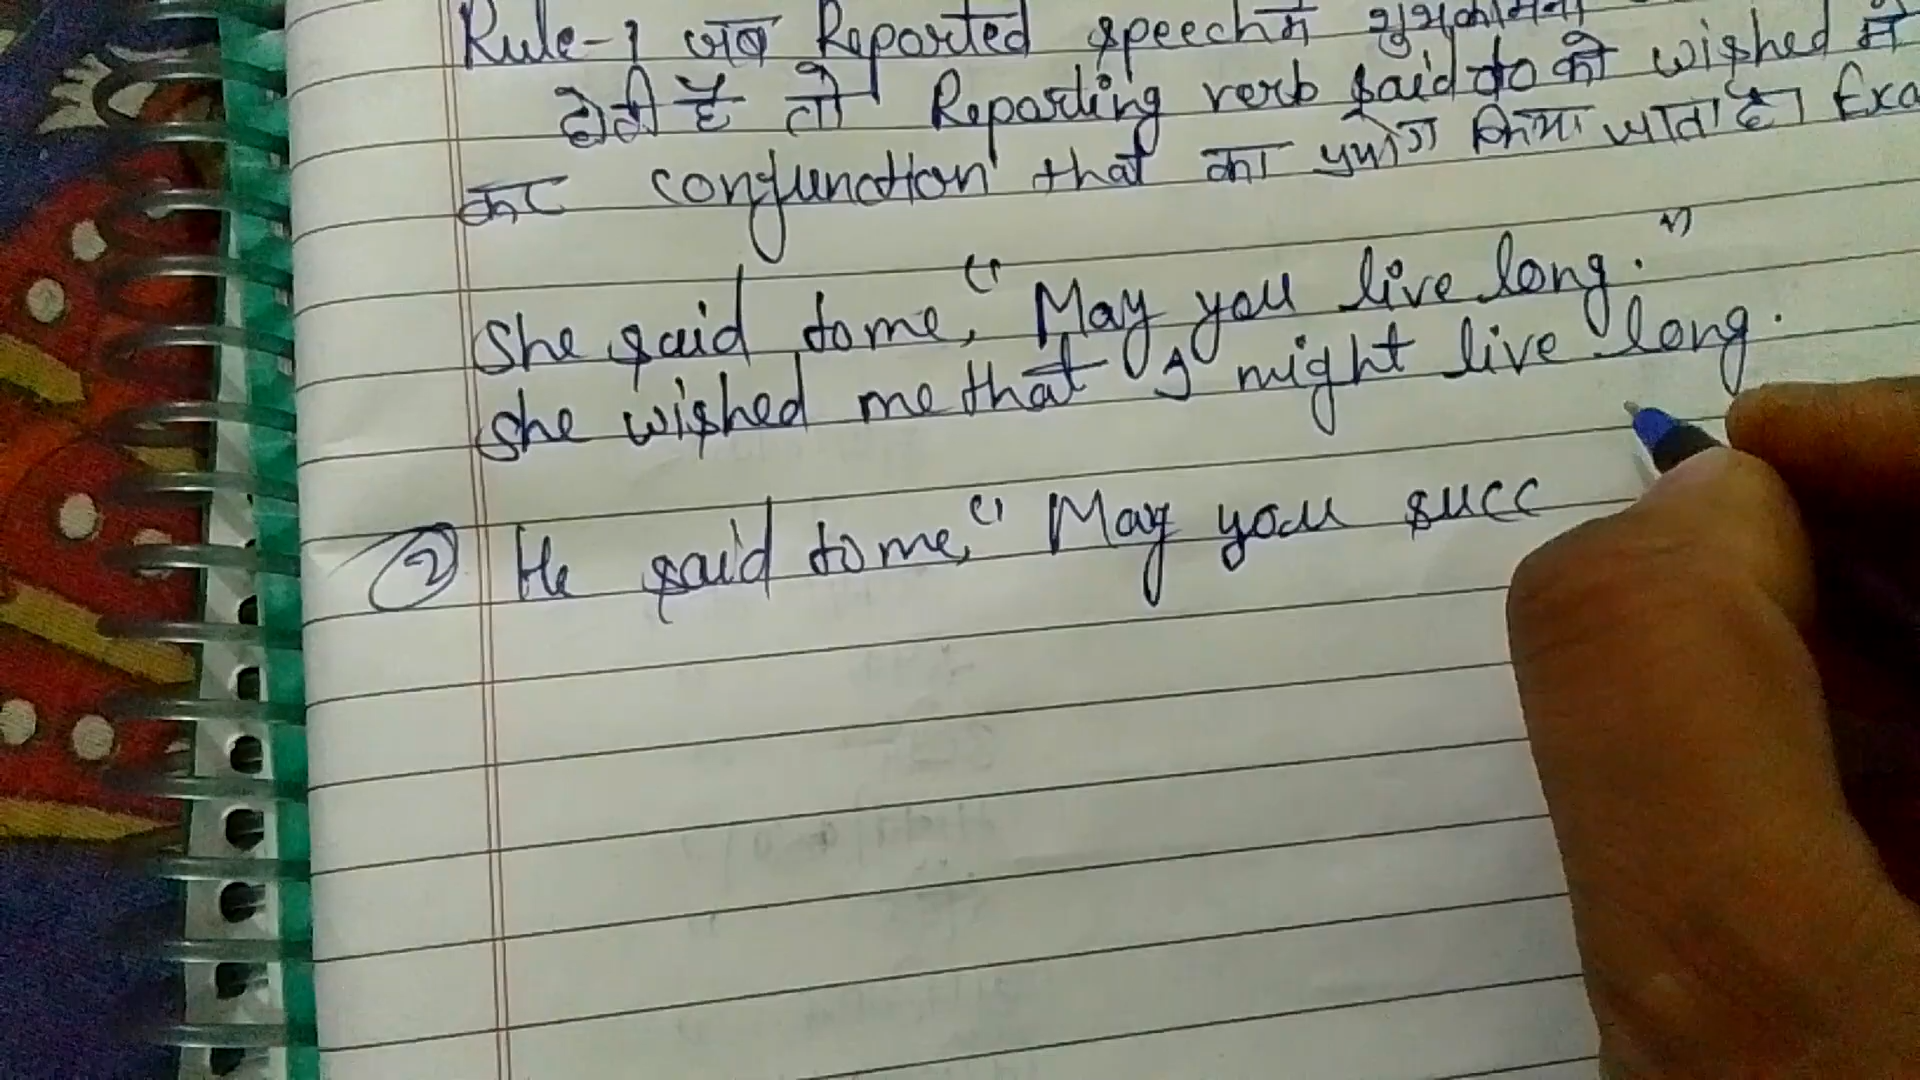 Rule-1 जब Reported speech में शुभकामना
होती है तो Reporting verb said to को wished में
कर conjunction that का प्रयोग किया जाता है। Exa
She said to me, "May you live long."
She wished me that I might live long.
② He said to me, "May you succ